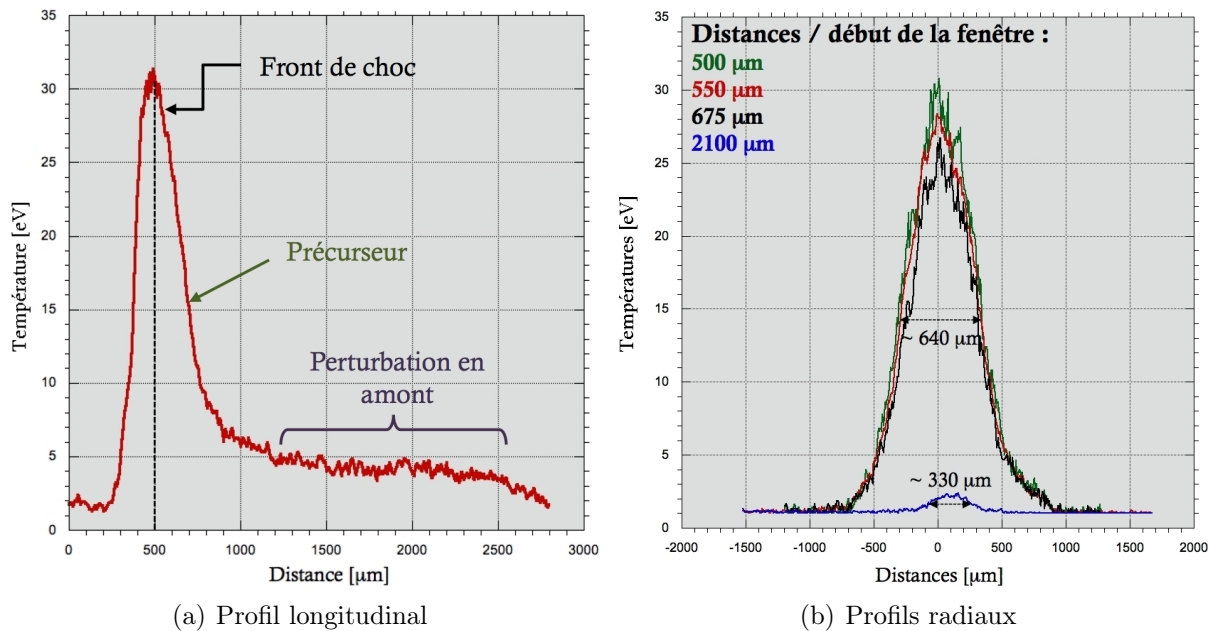 35
30
25
20
15
10
5
0
Température [eV]
Front de choc
Précurseur
Perturbation en
amont
0 500 1000 1500 2000 2500 3000
Distance [μm]
(a) Profil longitudinal
35
30
25
20
15
10
5
0
Températures [eV]
Distances / début de la fenêtre :
500 μm
550 μm
675 μm
2100 μm
~ 640 μm
~ 330 μm
-2000 -1500 -1000 -500 0 500 1000 1500 2000
Distances [μm]
(b) Profils radiaux